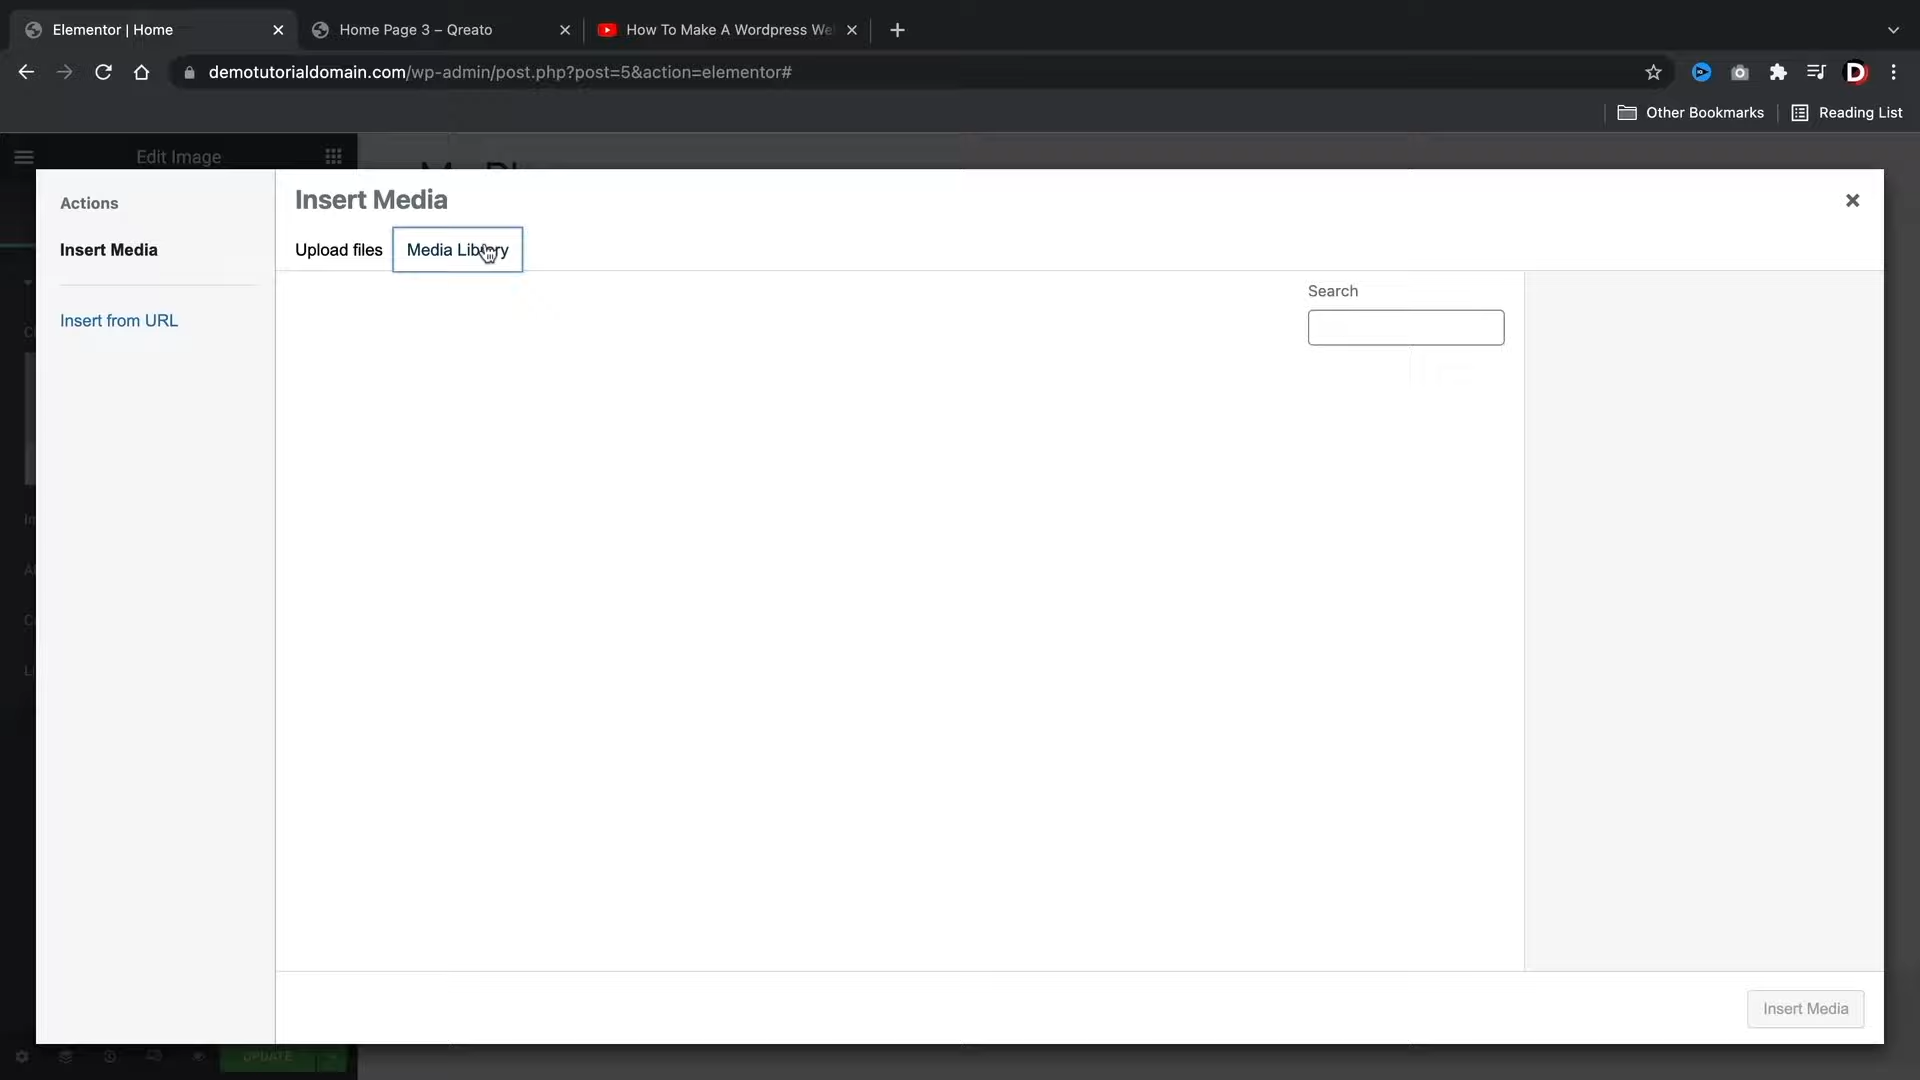 Elementor | Home
Home Page 3 – Qreato
How To Make A Wordpress We
demotutorialdomain.com/wp-admin/post.php?post=5&action=elementor#
Other Bookmarks
Reading List
Edit Image
Actions
Insert Media
Upload files
Media Library
Insert Media
Insert from URL
Search
Insert Media
UPDATE